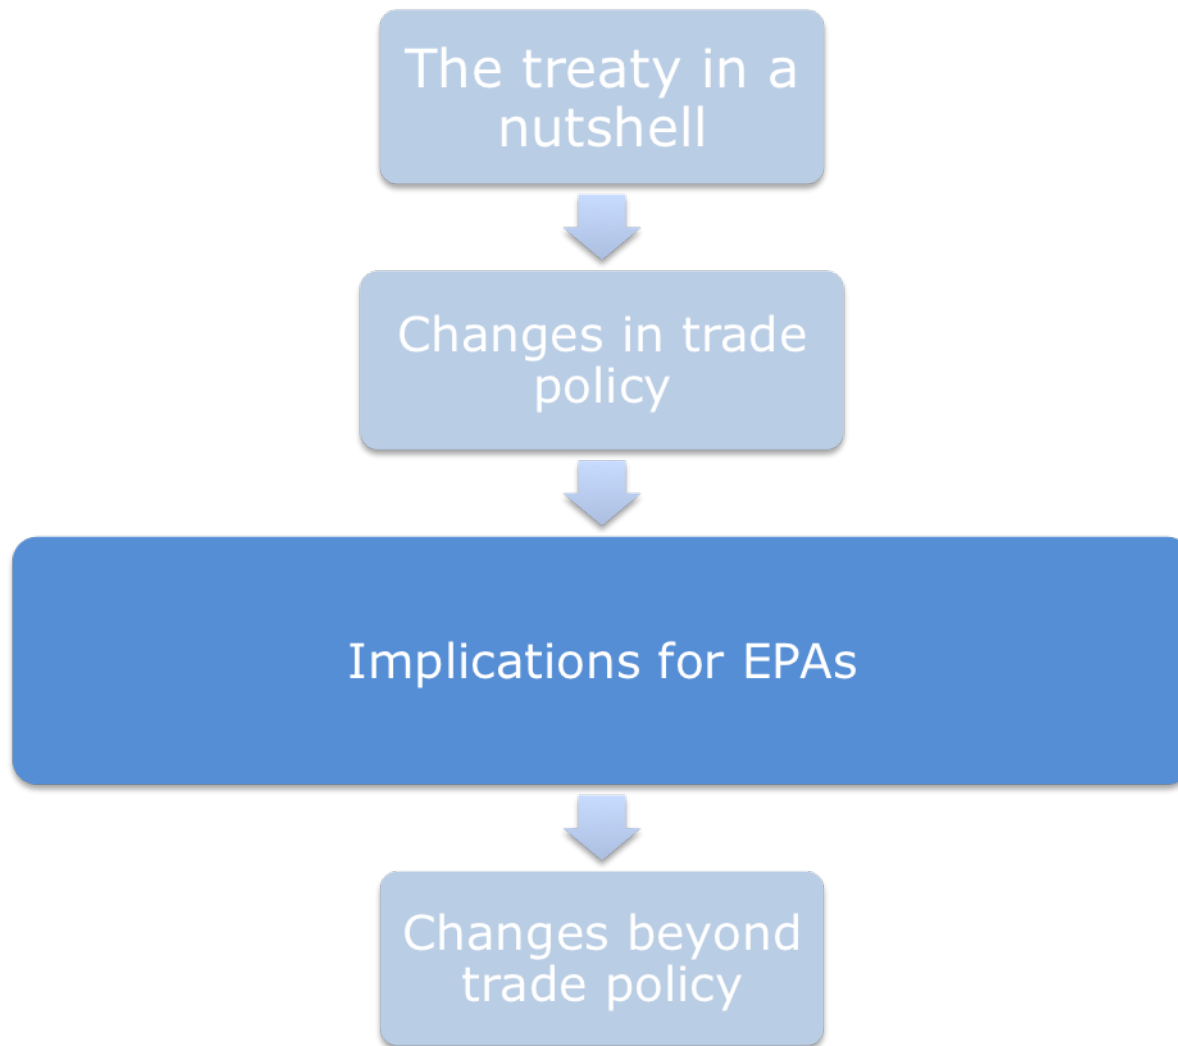 The treaty in a
nutshell
Changes in trade
policy
Implications for EPAs
Changes beyond
trade policy